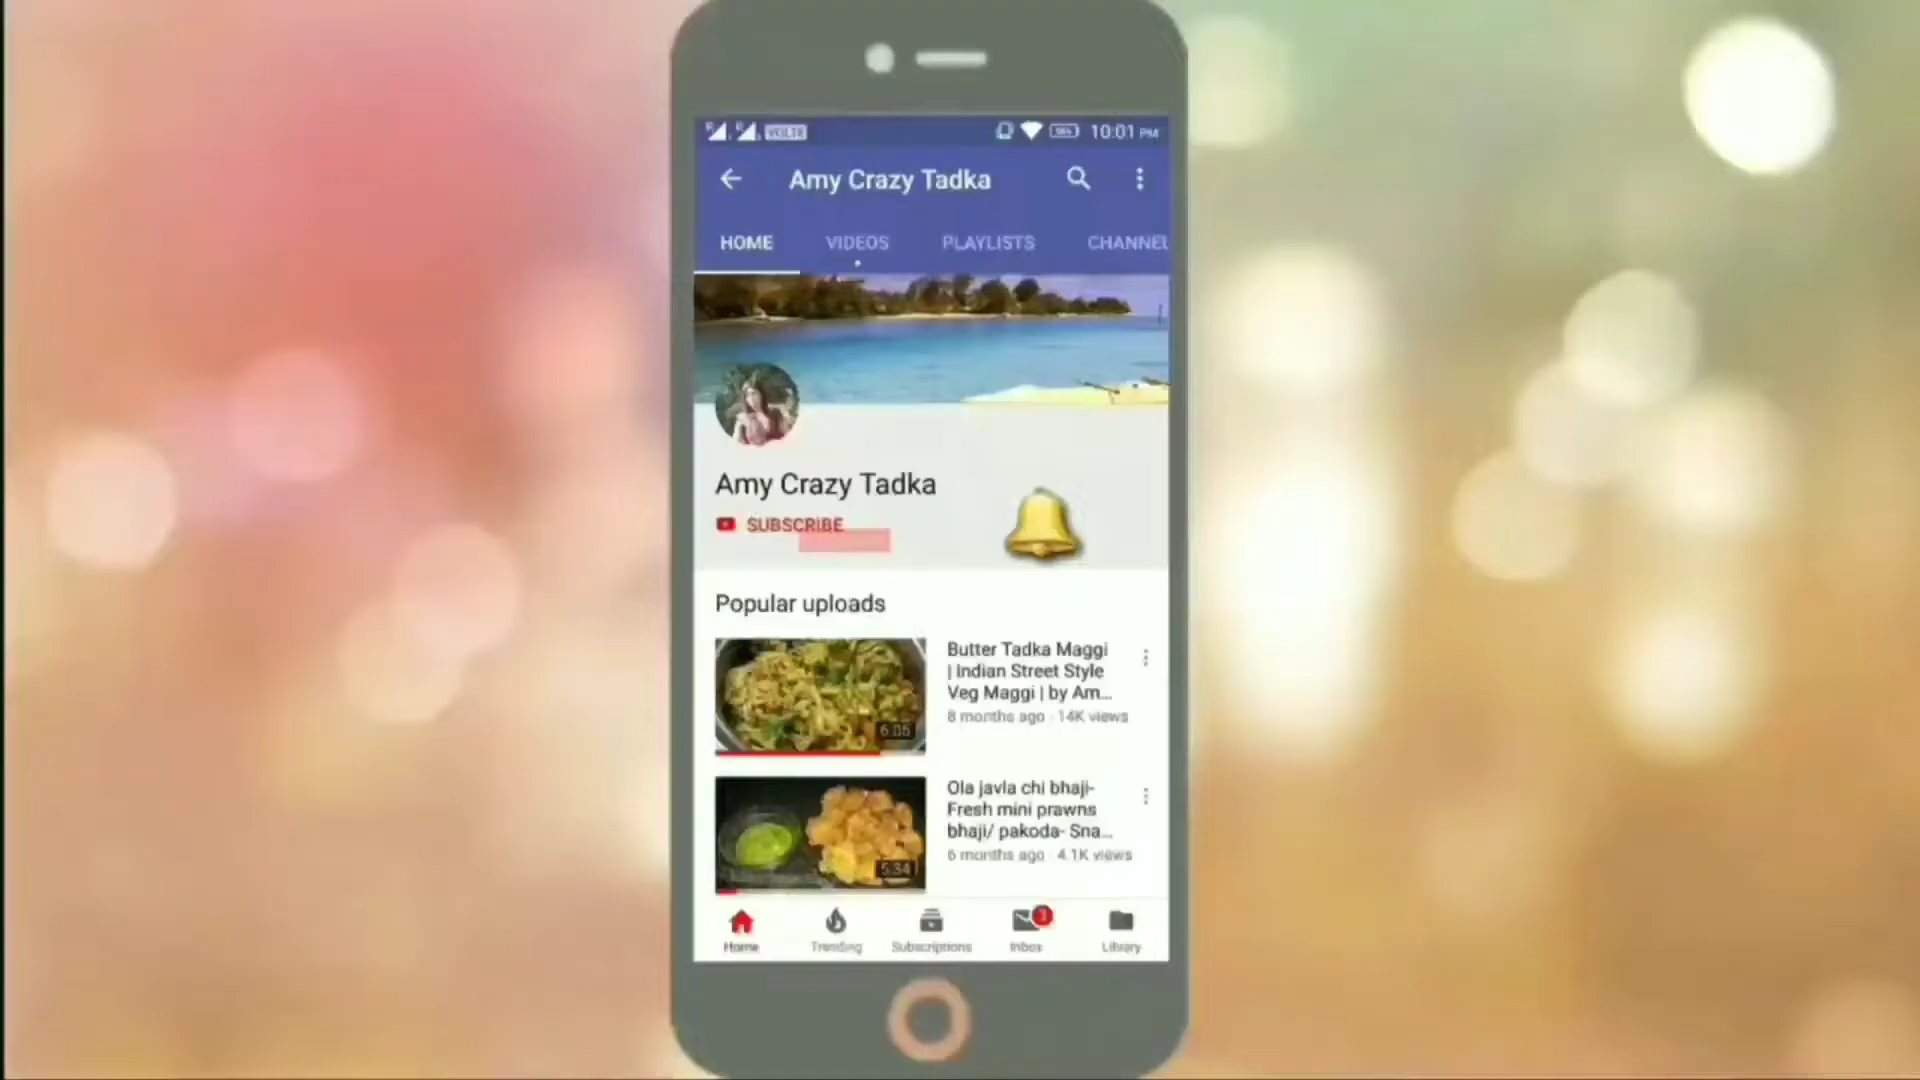 VOLTE 10:01 PM
Amy Crazy Tadka
HOME VIDEOS PLAYLISTS CHANNEL
Amy Crazy Tadka
SUBSCRIBE
Popular uploads
Butter Tadka Maggi
| Indian Street Style
Veg Maggi | by Am...
8 months ago · 14K views
6:05
Ola javla chi bhaji-
Fresh mini prawns
bhaji/ pakoda- Sna...
6 months ago · 4.1K views
5:34
Home Trending Subscriptions Inbox Library